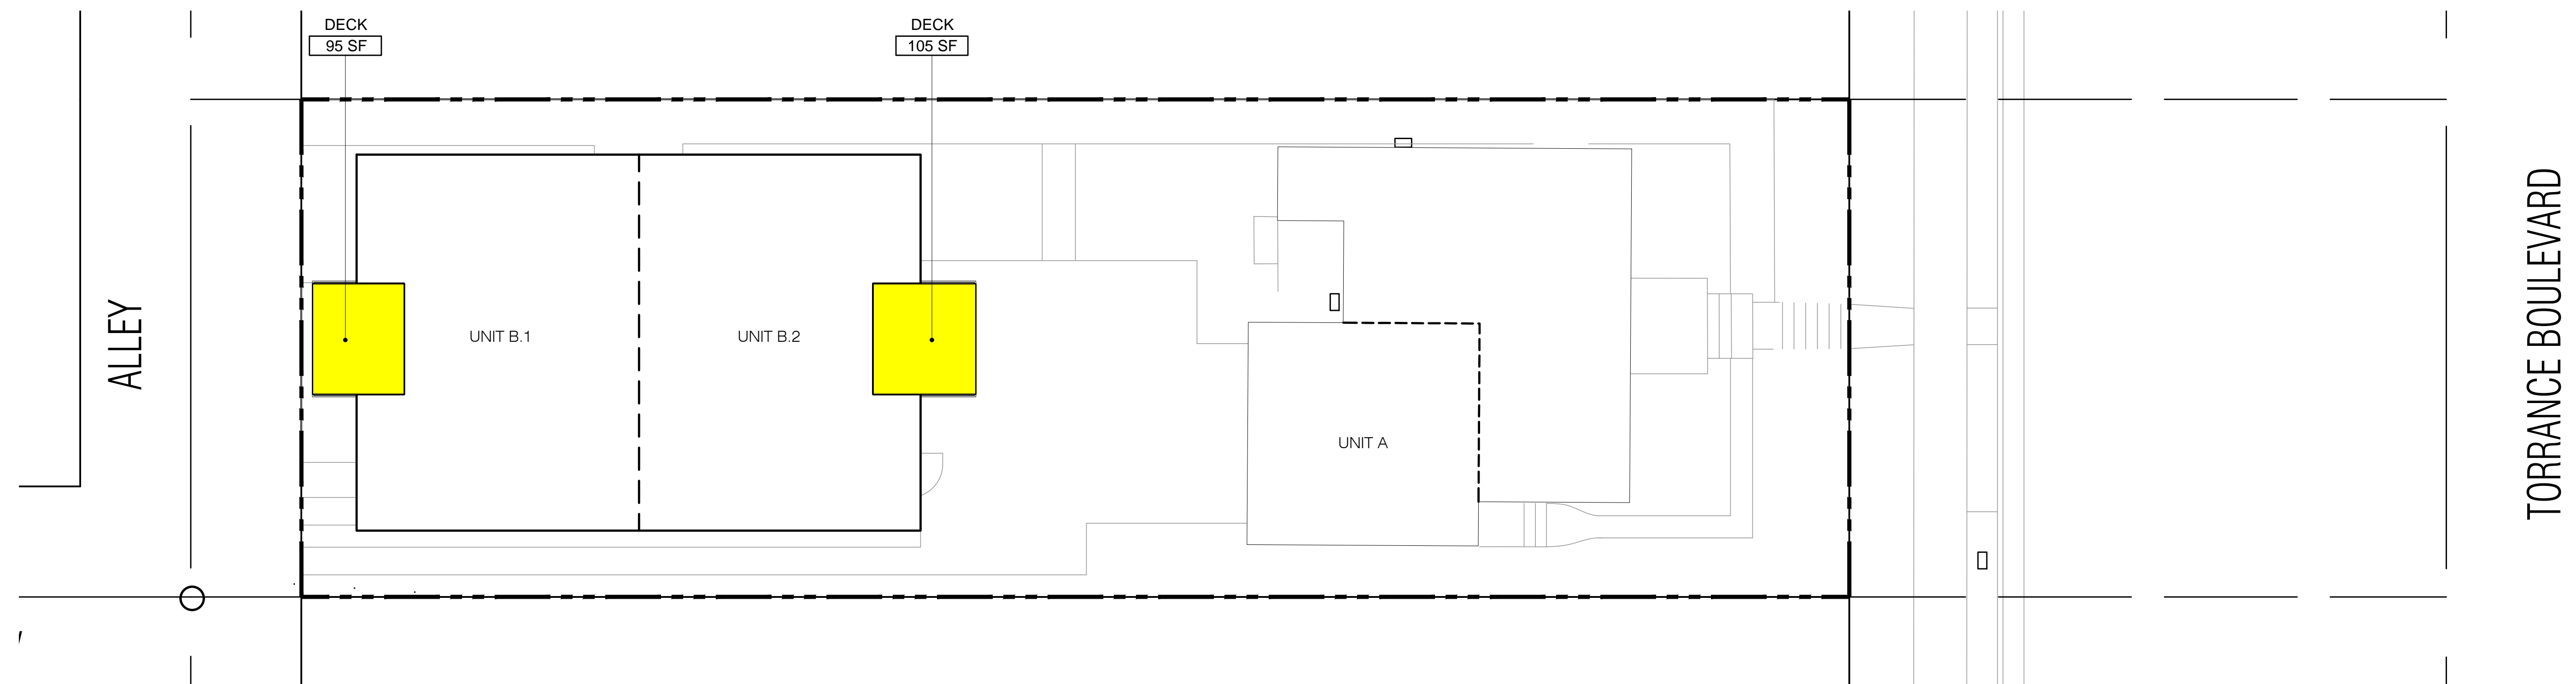 DECK
95 SF
DECK
105 SF
ALLEY
UNIT B.1
UNIT B.2
UNIT A
TORRANCE BOULEVARD